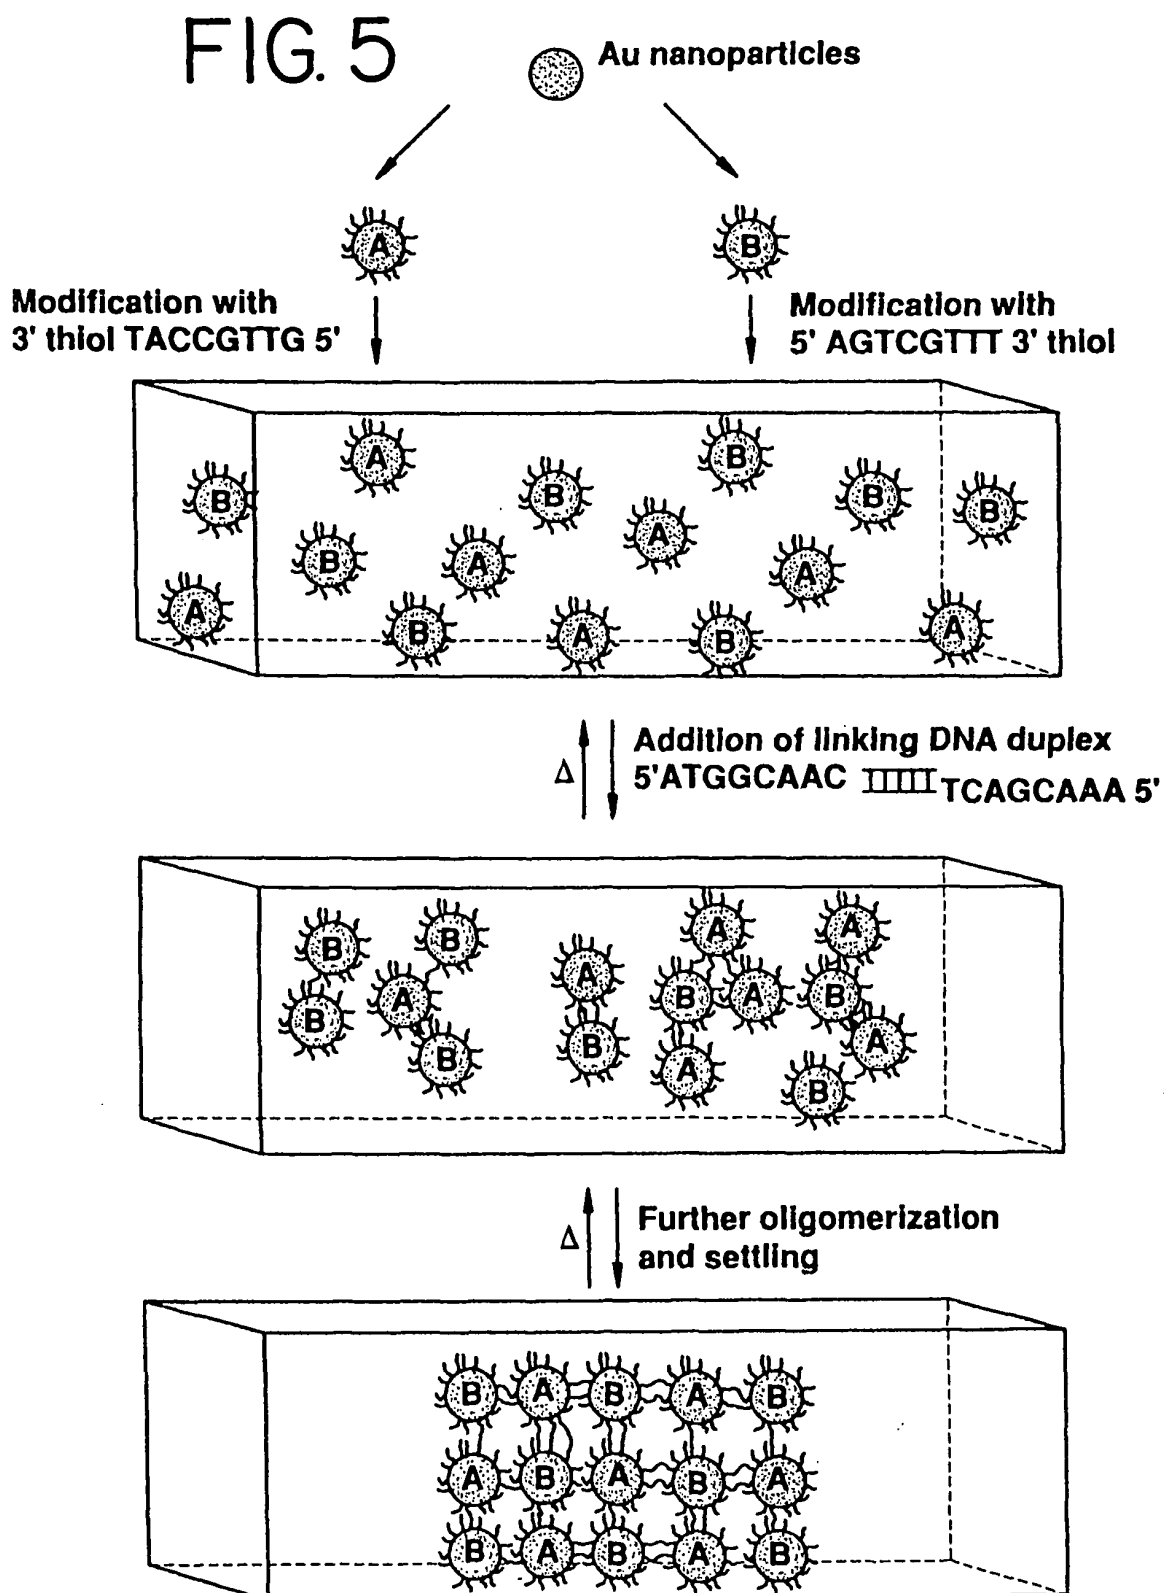 FIG. 5
Au nanoparticles
A
B
Modification with
3' thiol TACCGTTG 5'
Modification with
5' AGTCGTTT 3' thiol
A
B
B
B
B
B
A
B
A
A
A
B
A
B
A
Δ
Addition of linking DNA duplex
5'ATGGCAAC
TCAGCAAA 5'
A
A
B
B
A
A
B
A
B
B
B
A
B
B
A
B
A
Δ
Further oligomerization
and settling
B A B A B
A B A B A
B A B A B